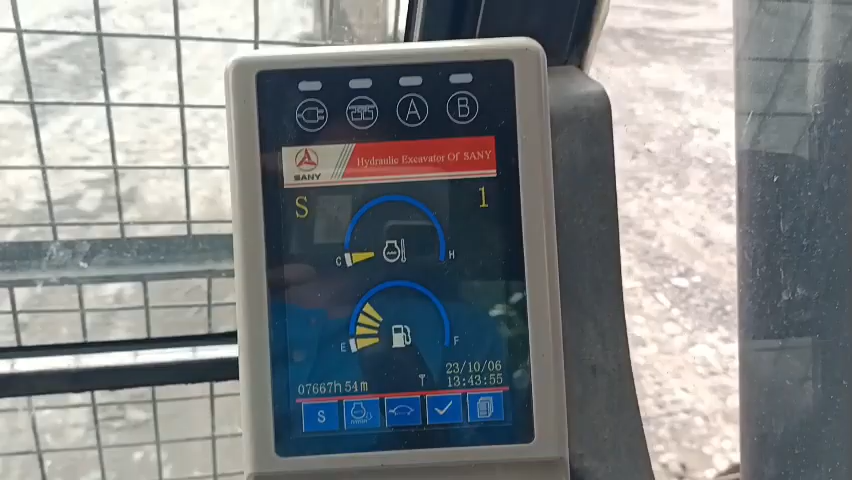 A B
SANY
Hydraulic Excavator Of SANY
S 1
C H
E F
23/10/06
07667h 54m 13:43:55
S